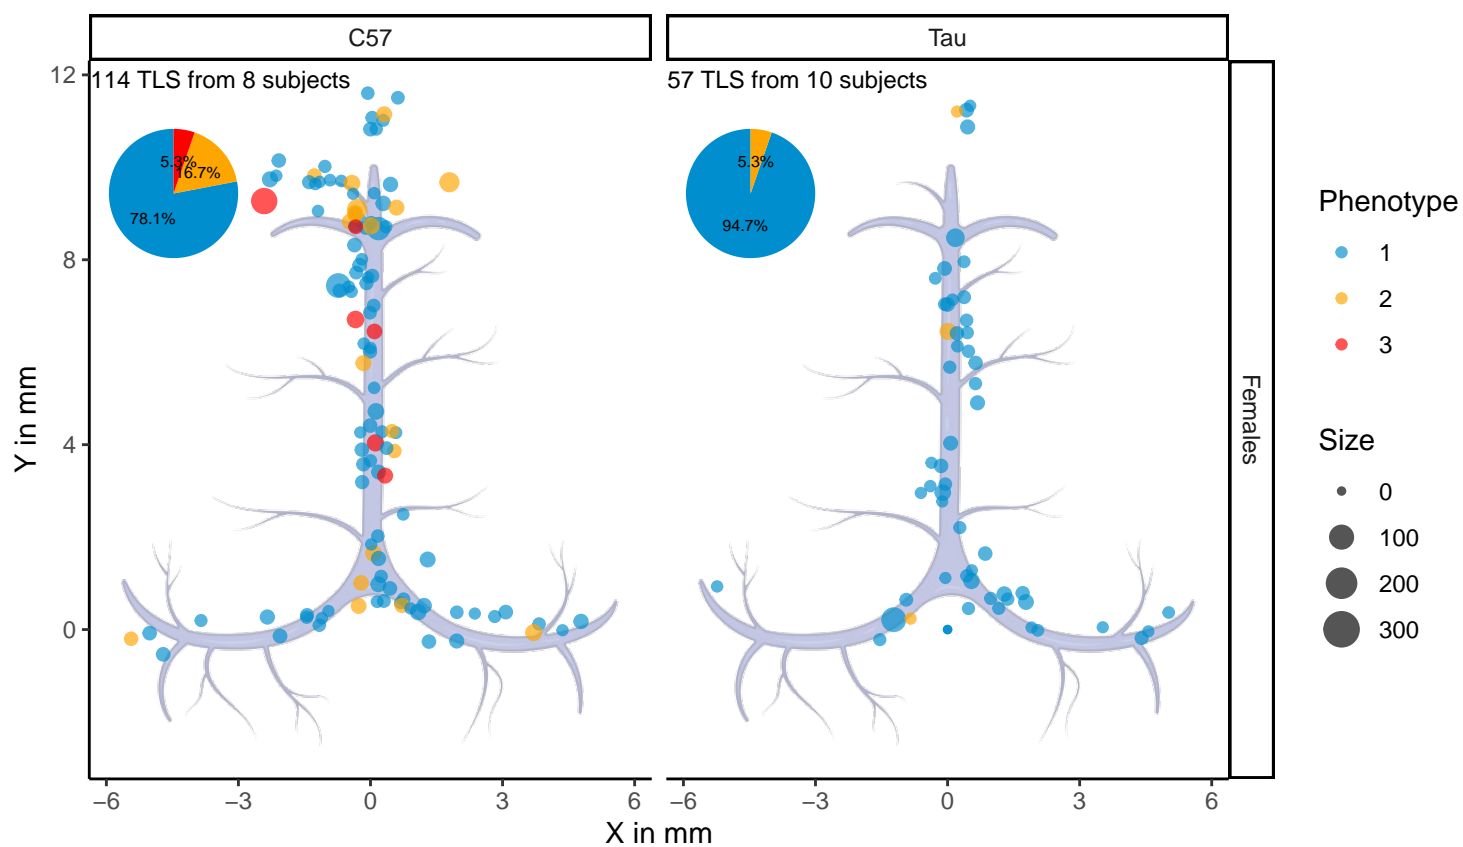 C57
Tau
114 TLS from 8 subjects
57 TLS from 10 subjects
5.3%
16.7%
78.1%
5.3%
94.7%
12
8
4
0
Y in mm
−6
−3
0
3
6
−6
−3
0
3
6
X in mm
Females
Phenotype
1
2
3
Size
0
100
200
300